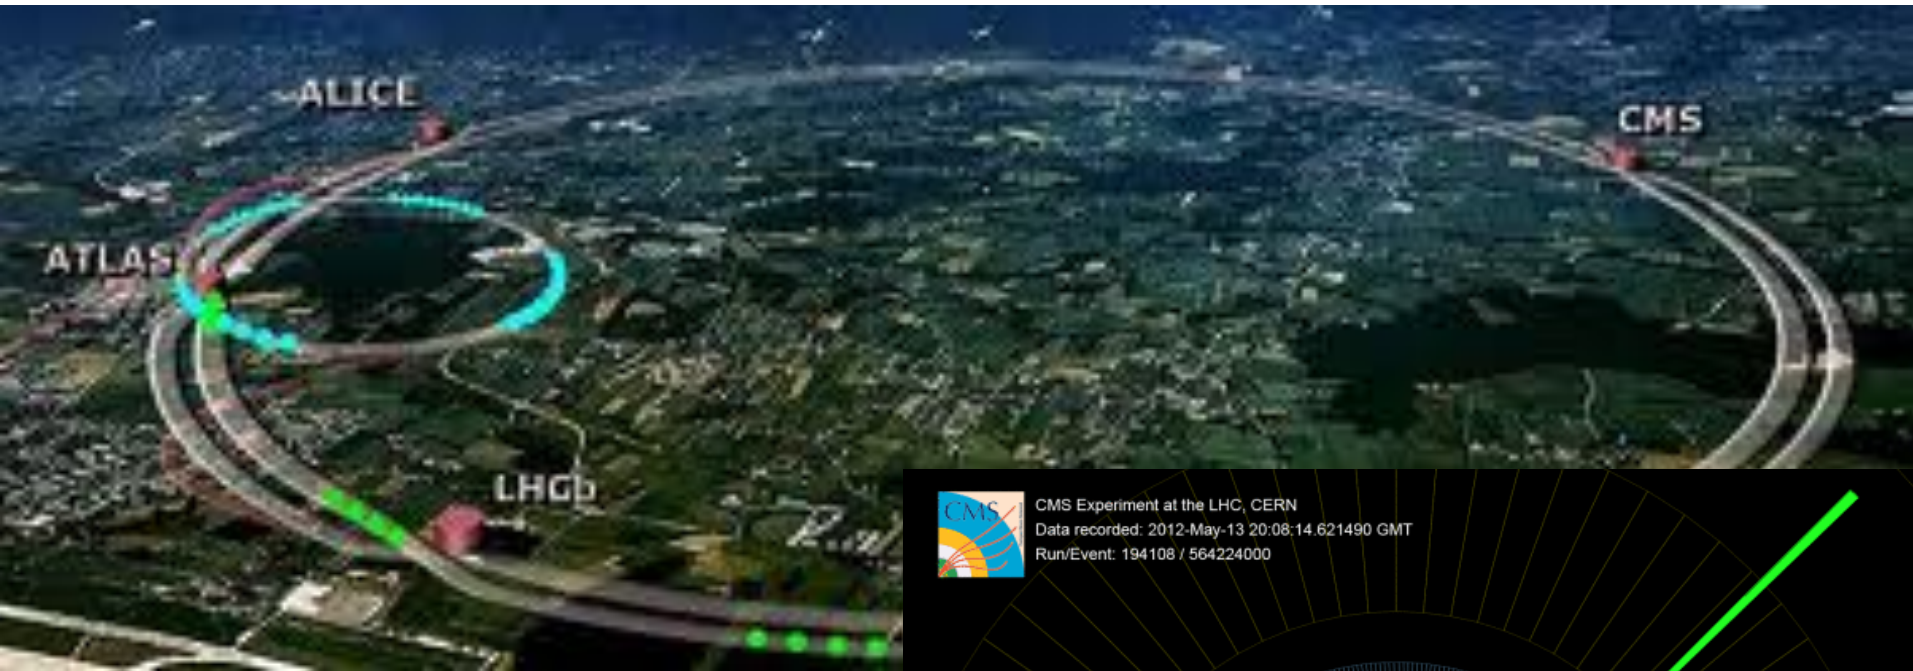 ALICE
CMS
ATLAS
LHCb
CMS
CMS Experiment at the LHC, CERN
Data recorded: 2012-May-13 20:08:14.621490 GMT
Run/Event: 194108 / 564224000